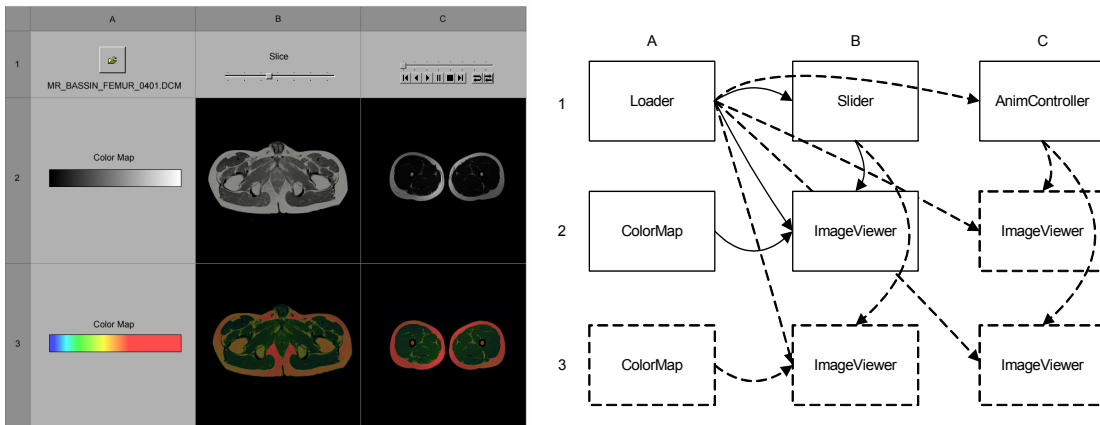 A B C
1
MR_BASSIN_FEMUR_0401.DCM
Slice
2
Color Map
3
Color Map
A B C
1 Loader Slider AnimController
2 ColorMap ImageViewer ImageViewer
3 ColorMap ImageViewer ImageViewer